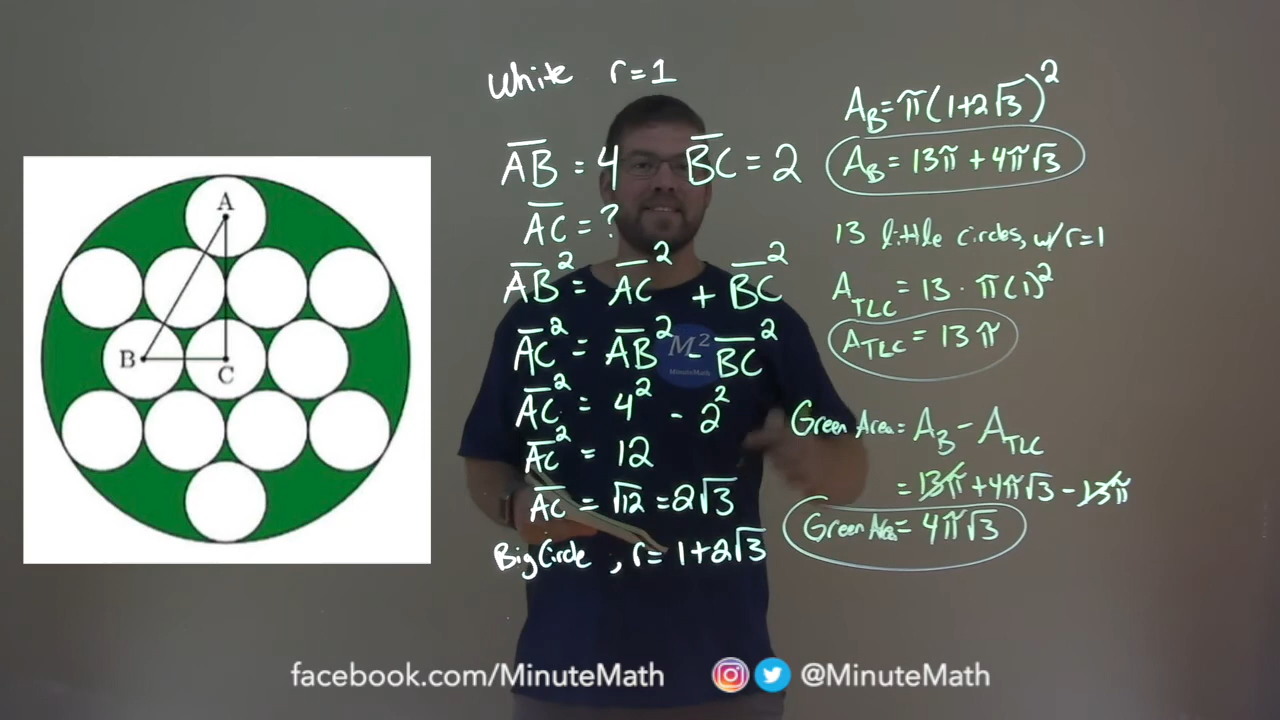 A
B
C
White r=1
AB = 4 BC = 2
AC = ?
AB² = AC² + BC²
AC² = AB² - BC²
AC² = 4² - 2²
AC² = 12
AC = √12 = 2√3
Big Circle, r= 1+2√3
M²
MinuteMath
A_B = π(1+2√3)²
A_B = 13π + 4π√3
13 little circles, w/ r=1
A_TLC = 13 · π(1)²
A_TLC = 13π
Green Area = A_B - A_TLC
= 13π + 4π√3 - 13π
Green Area = 4π√3
facebook.com/MinuteMath @MinuteMath